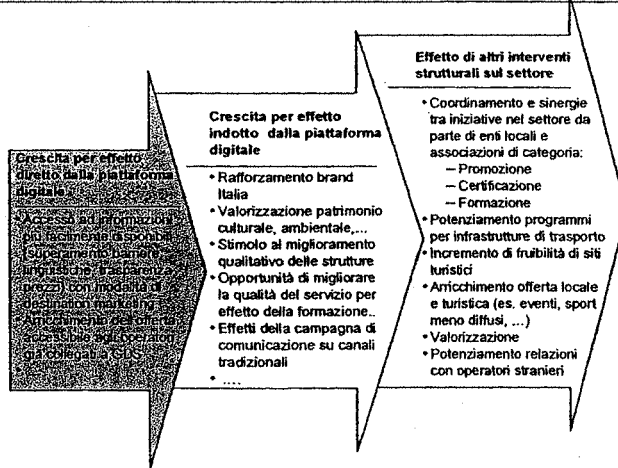 Crescita per effetto
diretto dalla piattaforma
digitale
• Accessi ad informazioni
più facilmente disponibili
(superamento barriere
linguistiche, trasparenza
prezzi) con modalità di
destination marketing
Arricchimento dell'offerta
accessibile agli operatori
già collegati a GDS
Crescita per effetto
indotto dalla piattaforma
digitale
• Rafforzamento brand
Italia
• Valorizzazione patrimonio
culturale, ambientale,...
• Stimolo al miglioramento
qualitativo delle strutture
• Opportunità di migliorare
la qualità del servizio per
effetto della formazione..
• Effetti della campagna di
comunicazione su canali
tradizionali
• ....
Effetto di altri interventi
strutturali sul settore
• Coordinamento e sinergie
tra iniziative nel settore da
parte di enti locali e
associazioni di categoria:
– Promozione
– Certificazione
– Formazione
• Potenziamento programmi
per infrastrutture di trasporto
• Incremento di fruibilità di siti
turistici
• Arricchimento offerta locale
e turistica (es. eventi, sport
meno diffusi, ...)
• Valorizzazione
• Potenziamento relazioni
con operatori stranieri